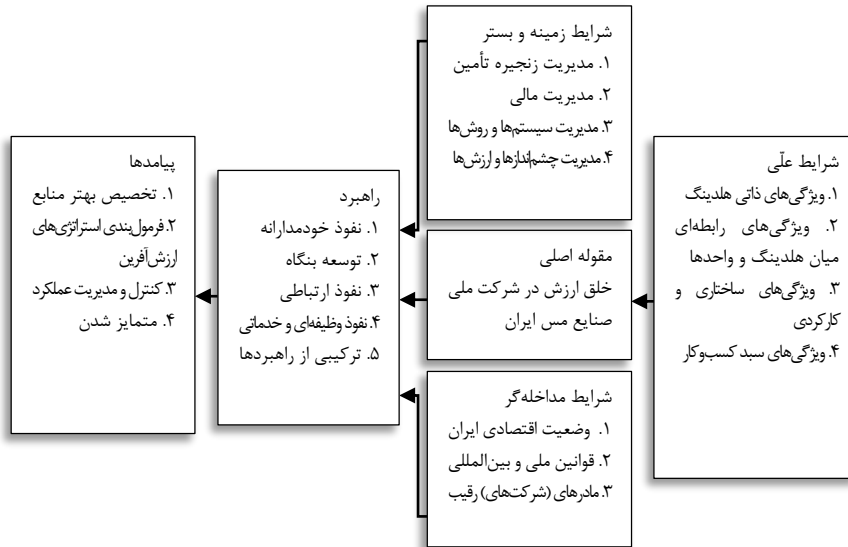 شرایط علّی
۱. ویژگی‌های ذاتی هلدینگ
۲. ویژگی‌های رابطه‌ای
میان هلدینگ و واحدها
۳. ویژگی‌های ساختاری و
کارکردی
۴. ویژگی‌های سبد کسب‌وکار
شرایط زمینه و بستر
۱. مدیریت زنجیره تأمین
۲. مدیریت مالی
۳. مدیریت سیستم‌ها و روش‌ها
۴. مدیریت چشم‌اندازها و ارزش‌ها
مقوله اصلی
خلق ارزش در شرکت ملی
صنایع مس ایران
شرایط مداخله‌گر
۱. وضعیت اقتصادی ایران
۲. قوانین ملی و بین‌المللی
۳. مادرهای (شرکت‌های) رقیب
راهبرد
۱. نفوذ خودمدارانه
۲. توسعه بنگاه
۳. نفوذ ارتباطی
۴. نفوذ وظیفه‌ای و خدماتی
۵. ترکیبی از راهبردها
پیامدها
۱. تخصیص بهتر منابع
۲. فرمول‌بندی استراتژی‌های
ارزش‌آفرین
۳. کنترل و مدیریت عملکرد
۴. متمایز شدن